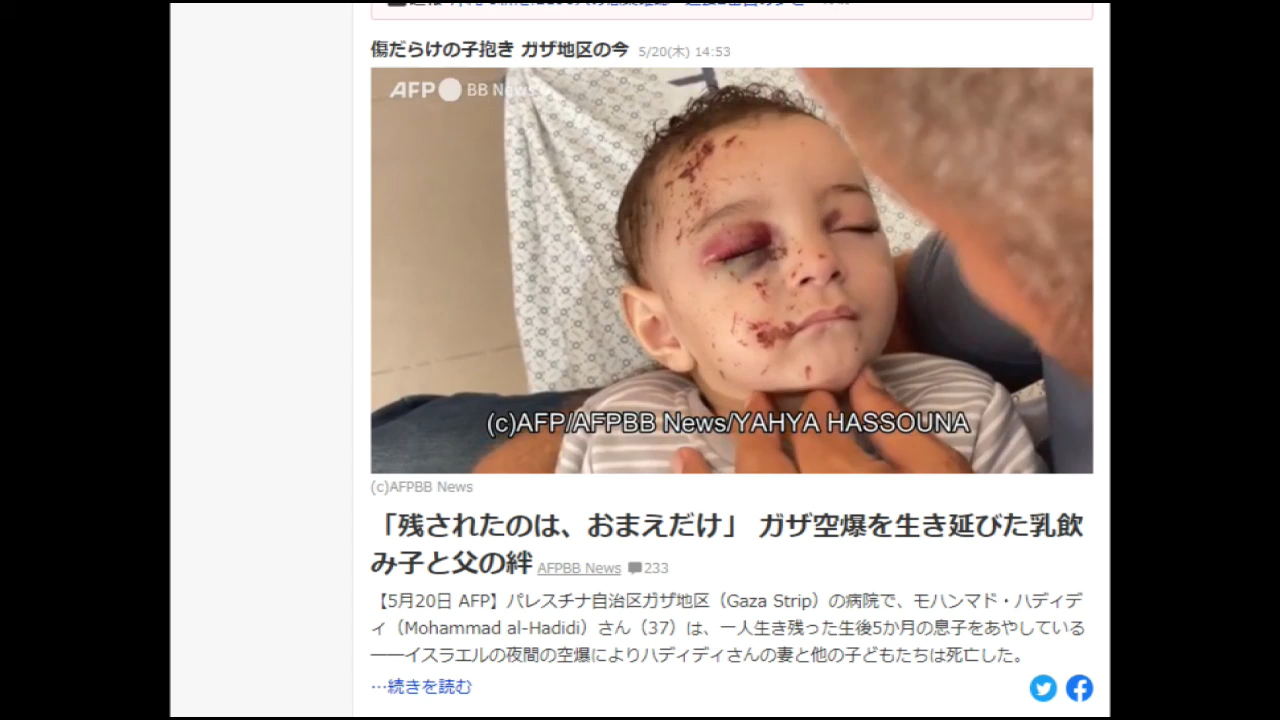 傷だらけの子抱き ガザ地区の今 5/20(木) 14:53
AFP BB News
(c)AFP/AFPBB News/YAHYA HASSOUNA
(c)AFPBB News
「残されたのは、おまえだけ」 ガザ空爆を生き延びた乳飲
み子と父の絆 AFPBB News 233
【5月20日 AFP】パレスチナ自治区ガザ地区（Gaza Strip）の病院で、モハンマド・ハディデ
ィ（Mohammad al-Hadidi）さん（37）は、一人生き残った生後5か月の息子をあやしている
――イスラエルの夜間の空爆によりハディディさんの妻と他の子どもたちは死亡した。
…続きを読む